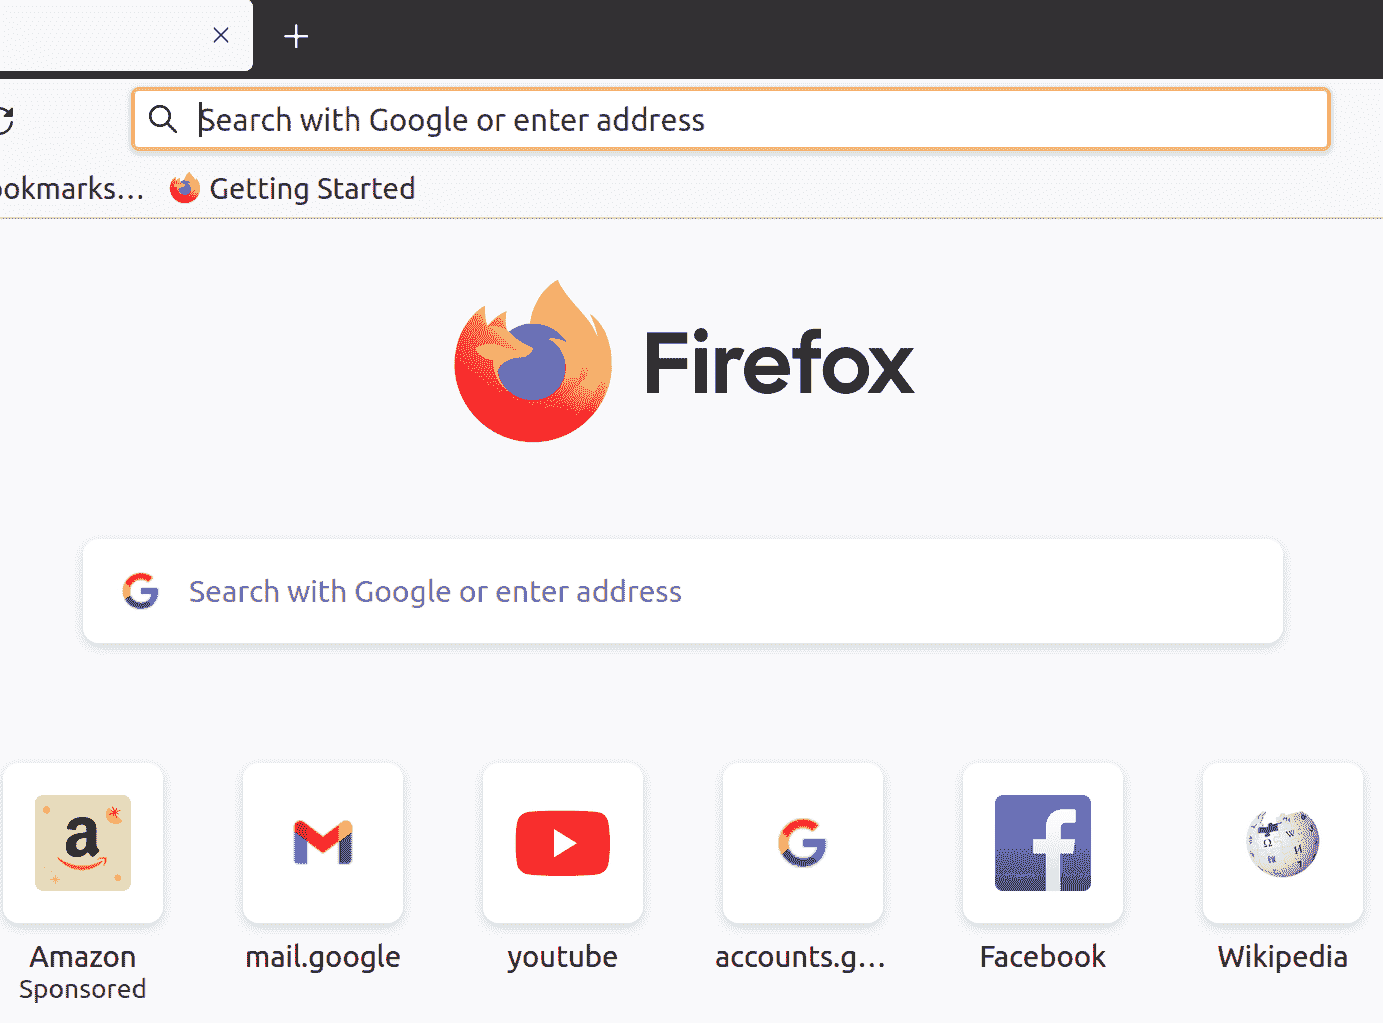 Search with Google or enter address
ookmarks… Getting Started
Firefox
Search with Google or enter address
Amazon mail.google youtube accounts.g… Facebook Wikipedia
Sponsored